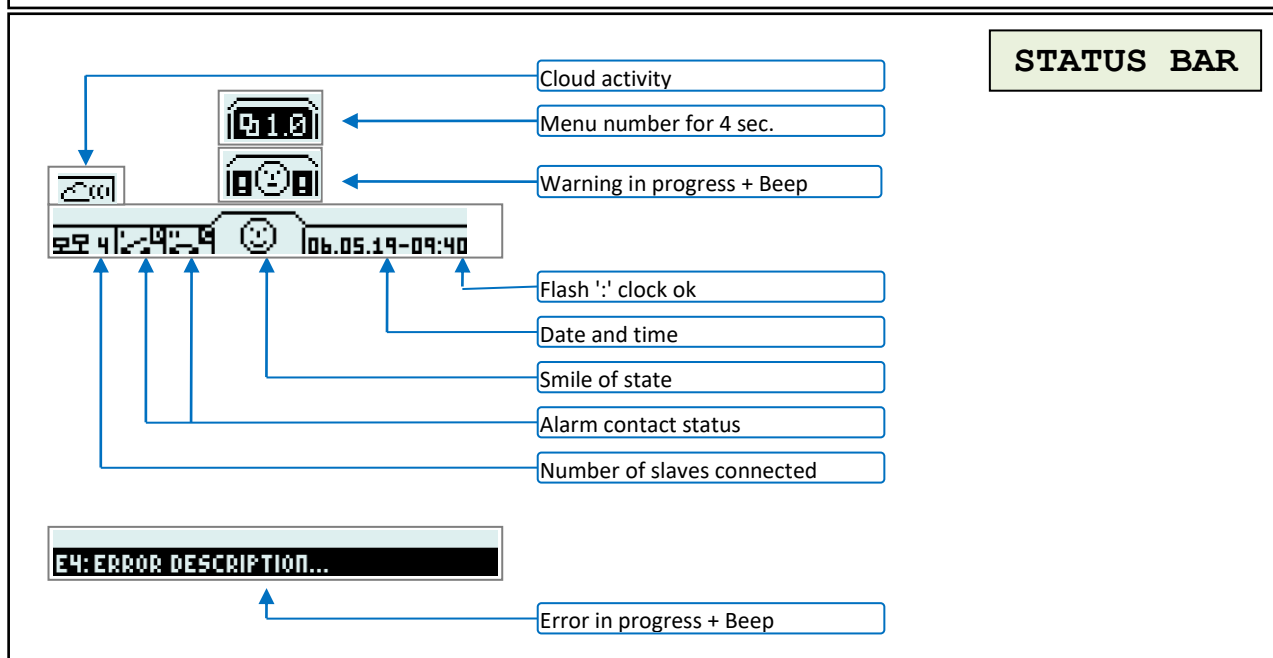 STATUS BAR
Cloud activity
1.0
Menu number for 4 sec.
Warning in progress + Beep
4
06.05.19-09:40
Flash ':' clock ok
Date and time
Smile of state
Alarm contact status
Number of slaves connected
E4: ERROR DESCRIPTION...
Error in progress + Beep